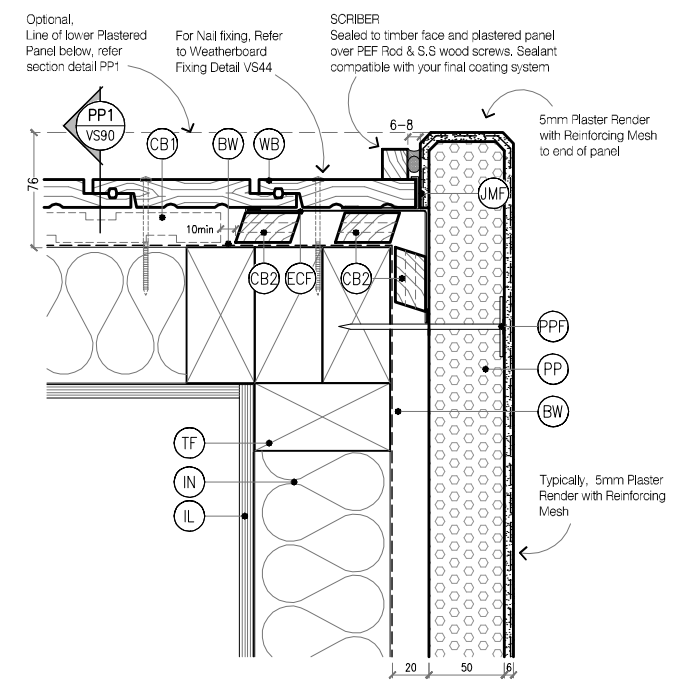 Optional,
Line of lower Plastered
Panel below, refer
section detail PP1
For Nail fixing, Refer
to Weatherboard
Fixing Detail VS44
SCRIBER
Sealed to timber face and plastered panel
over PEF Rod & S.S wood screws. Sealant
compatible with your final coating system
5mm Plaster Render
with Reinforcing Mesh
to end of panel
6-8
PP1
VS90
CB1
BW
WB
JMF
76
10min
CB2
ECF
CB2
PPF
PP
BW
TF
IN
IL
Typically, 5mm Plaster
Render with Reinforcing
Mesh
20
50
6